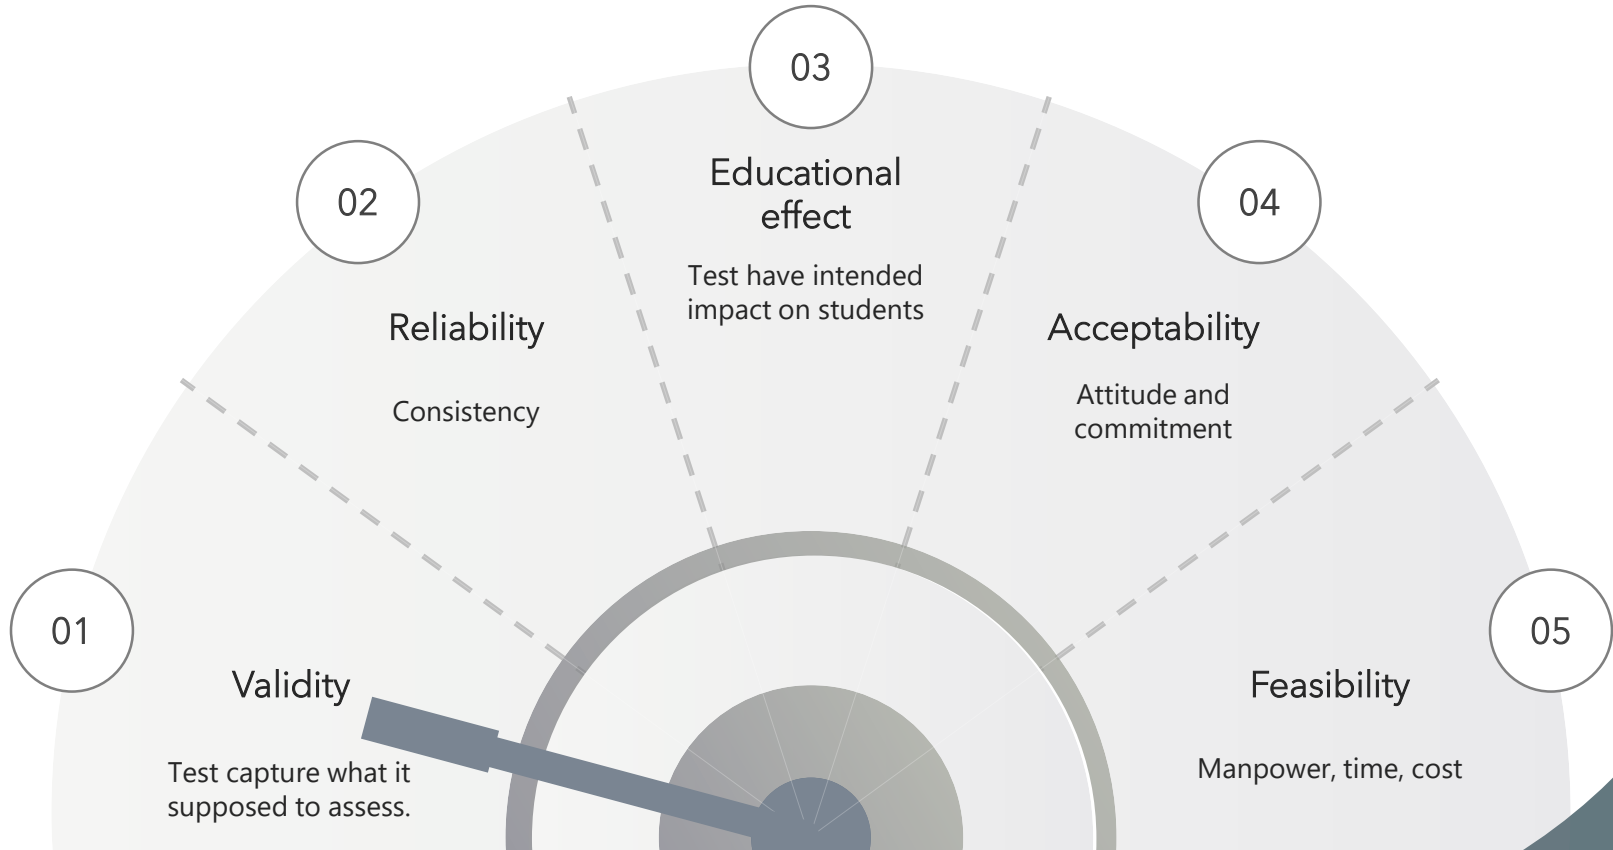 01
Validity
Test capture what it
supposed to assess.
02
Reliability
Consistency
03
Educational
effect
Test have intended
impact on students
04
Acceptability
Attitude and
commitment
05
Feasibility
Manpower, time, cost